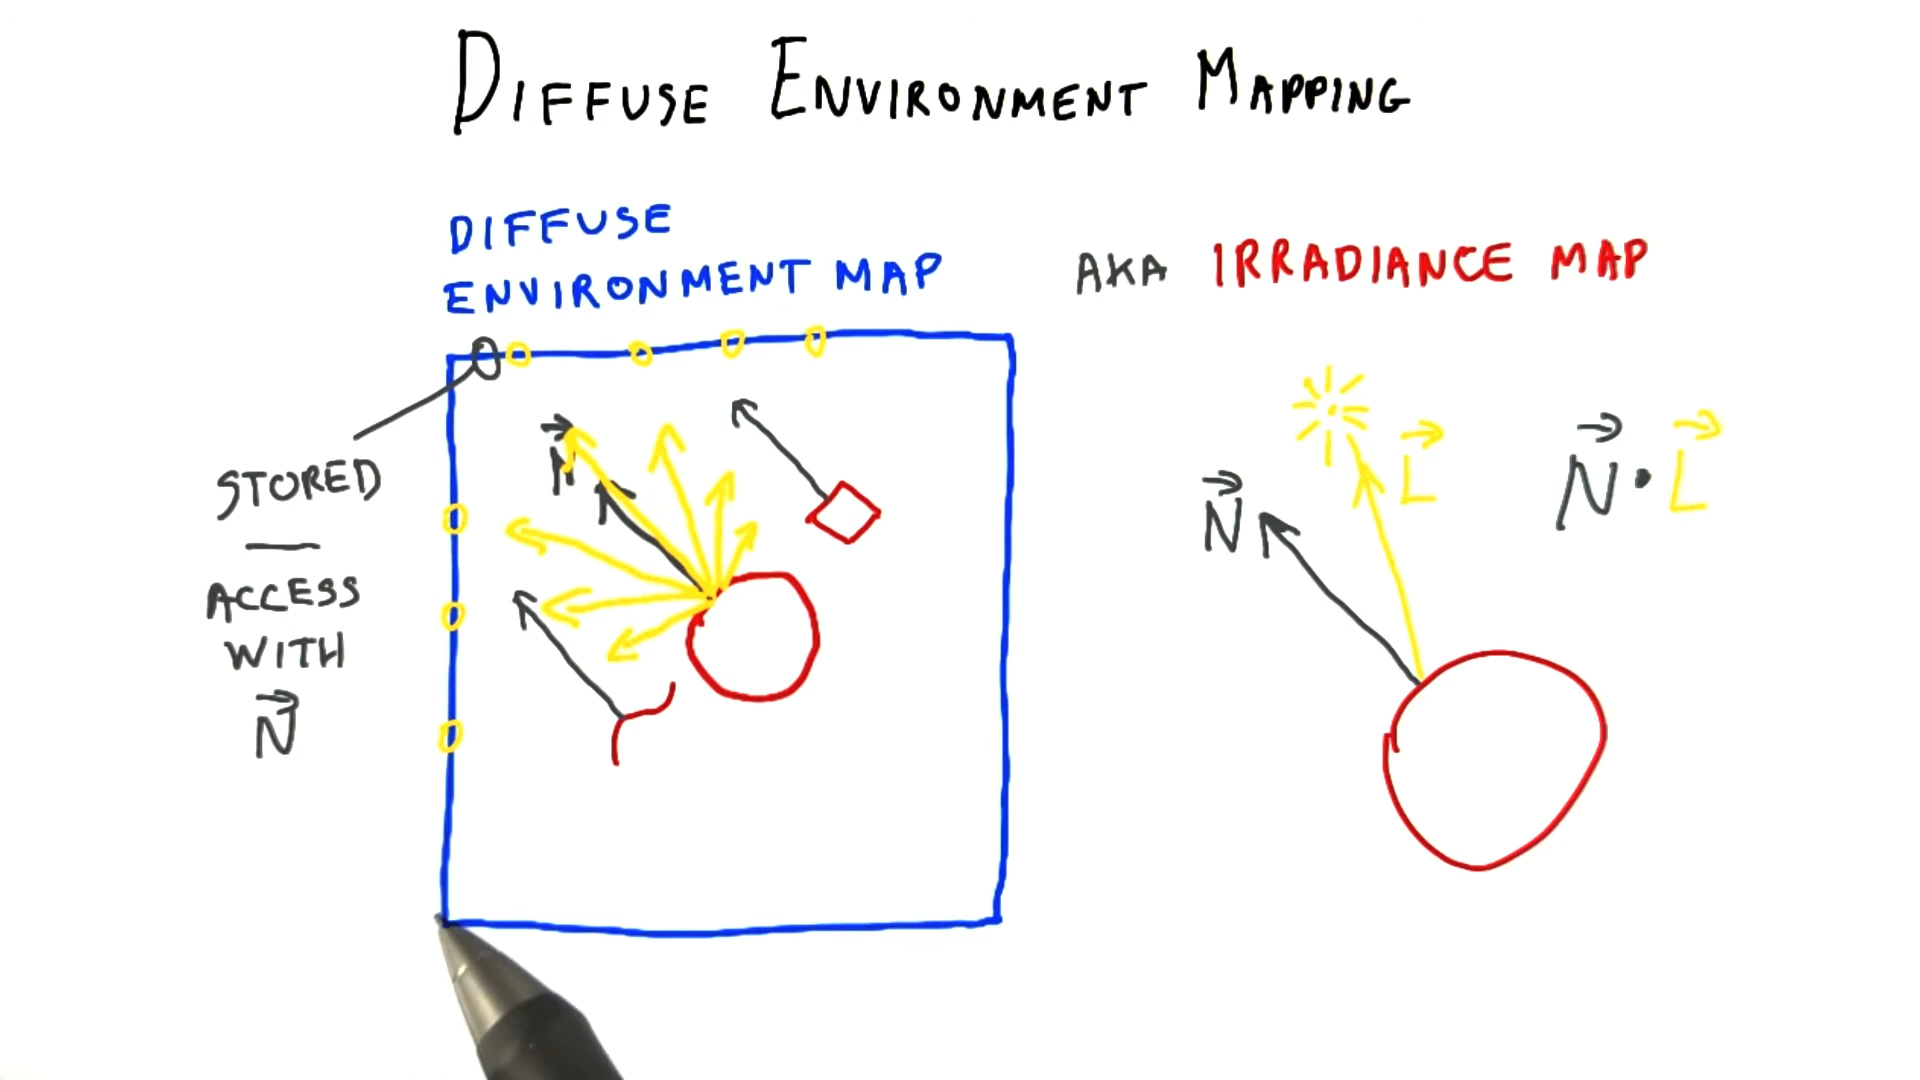 DIFFUSE ENVIRONMENT MAPPING
DIFFUSE
ENVIRONMENT MAP
AKA IRRADIANCE MAP
N
L
N
N · L
STORED
ACCESS
WITH
N